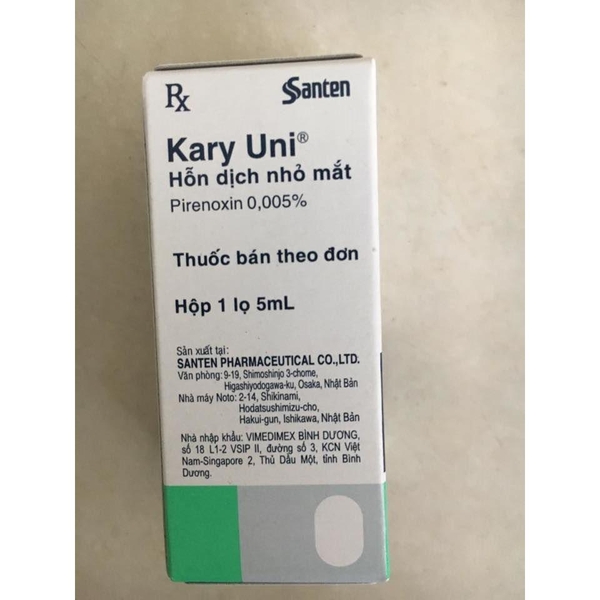 Rx
Santen
Kary Uni®
Hỗn dịch nhỏ mắt
Pirenoxin 0,005%
Thuốc bán theo đơn
Hộp 1 lọ 5mL
Sản xuất tại:
SANTEN PHARMACEUTICAL CO.,LTD.
Văn phòng: 9-19, Shimoshinjo 3-chome,
Higashiyodogawa-ku, Osaka, Nhật Bản
Nhà máy Noto: 2-14, Shikinami,
Hodatsushimizu-cho,
Hakui-gun, Ishikawa, Nhật Bản
Nhà nhập khẩu: VIMEDIMEX BÌNH DƯƠNG,
số 18 L1-2 VSIP II, đường số 3, KCN Việt
Nam-Singapore 2, Thủ Dầu Một, tỉnh Bình
Dương.